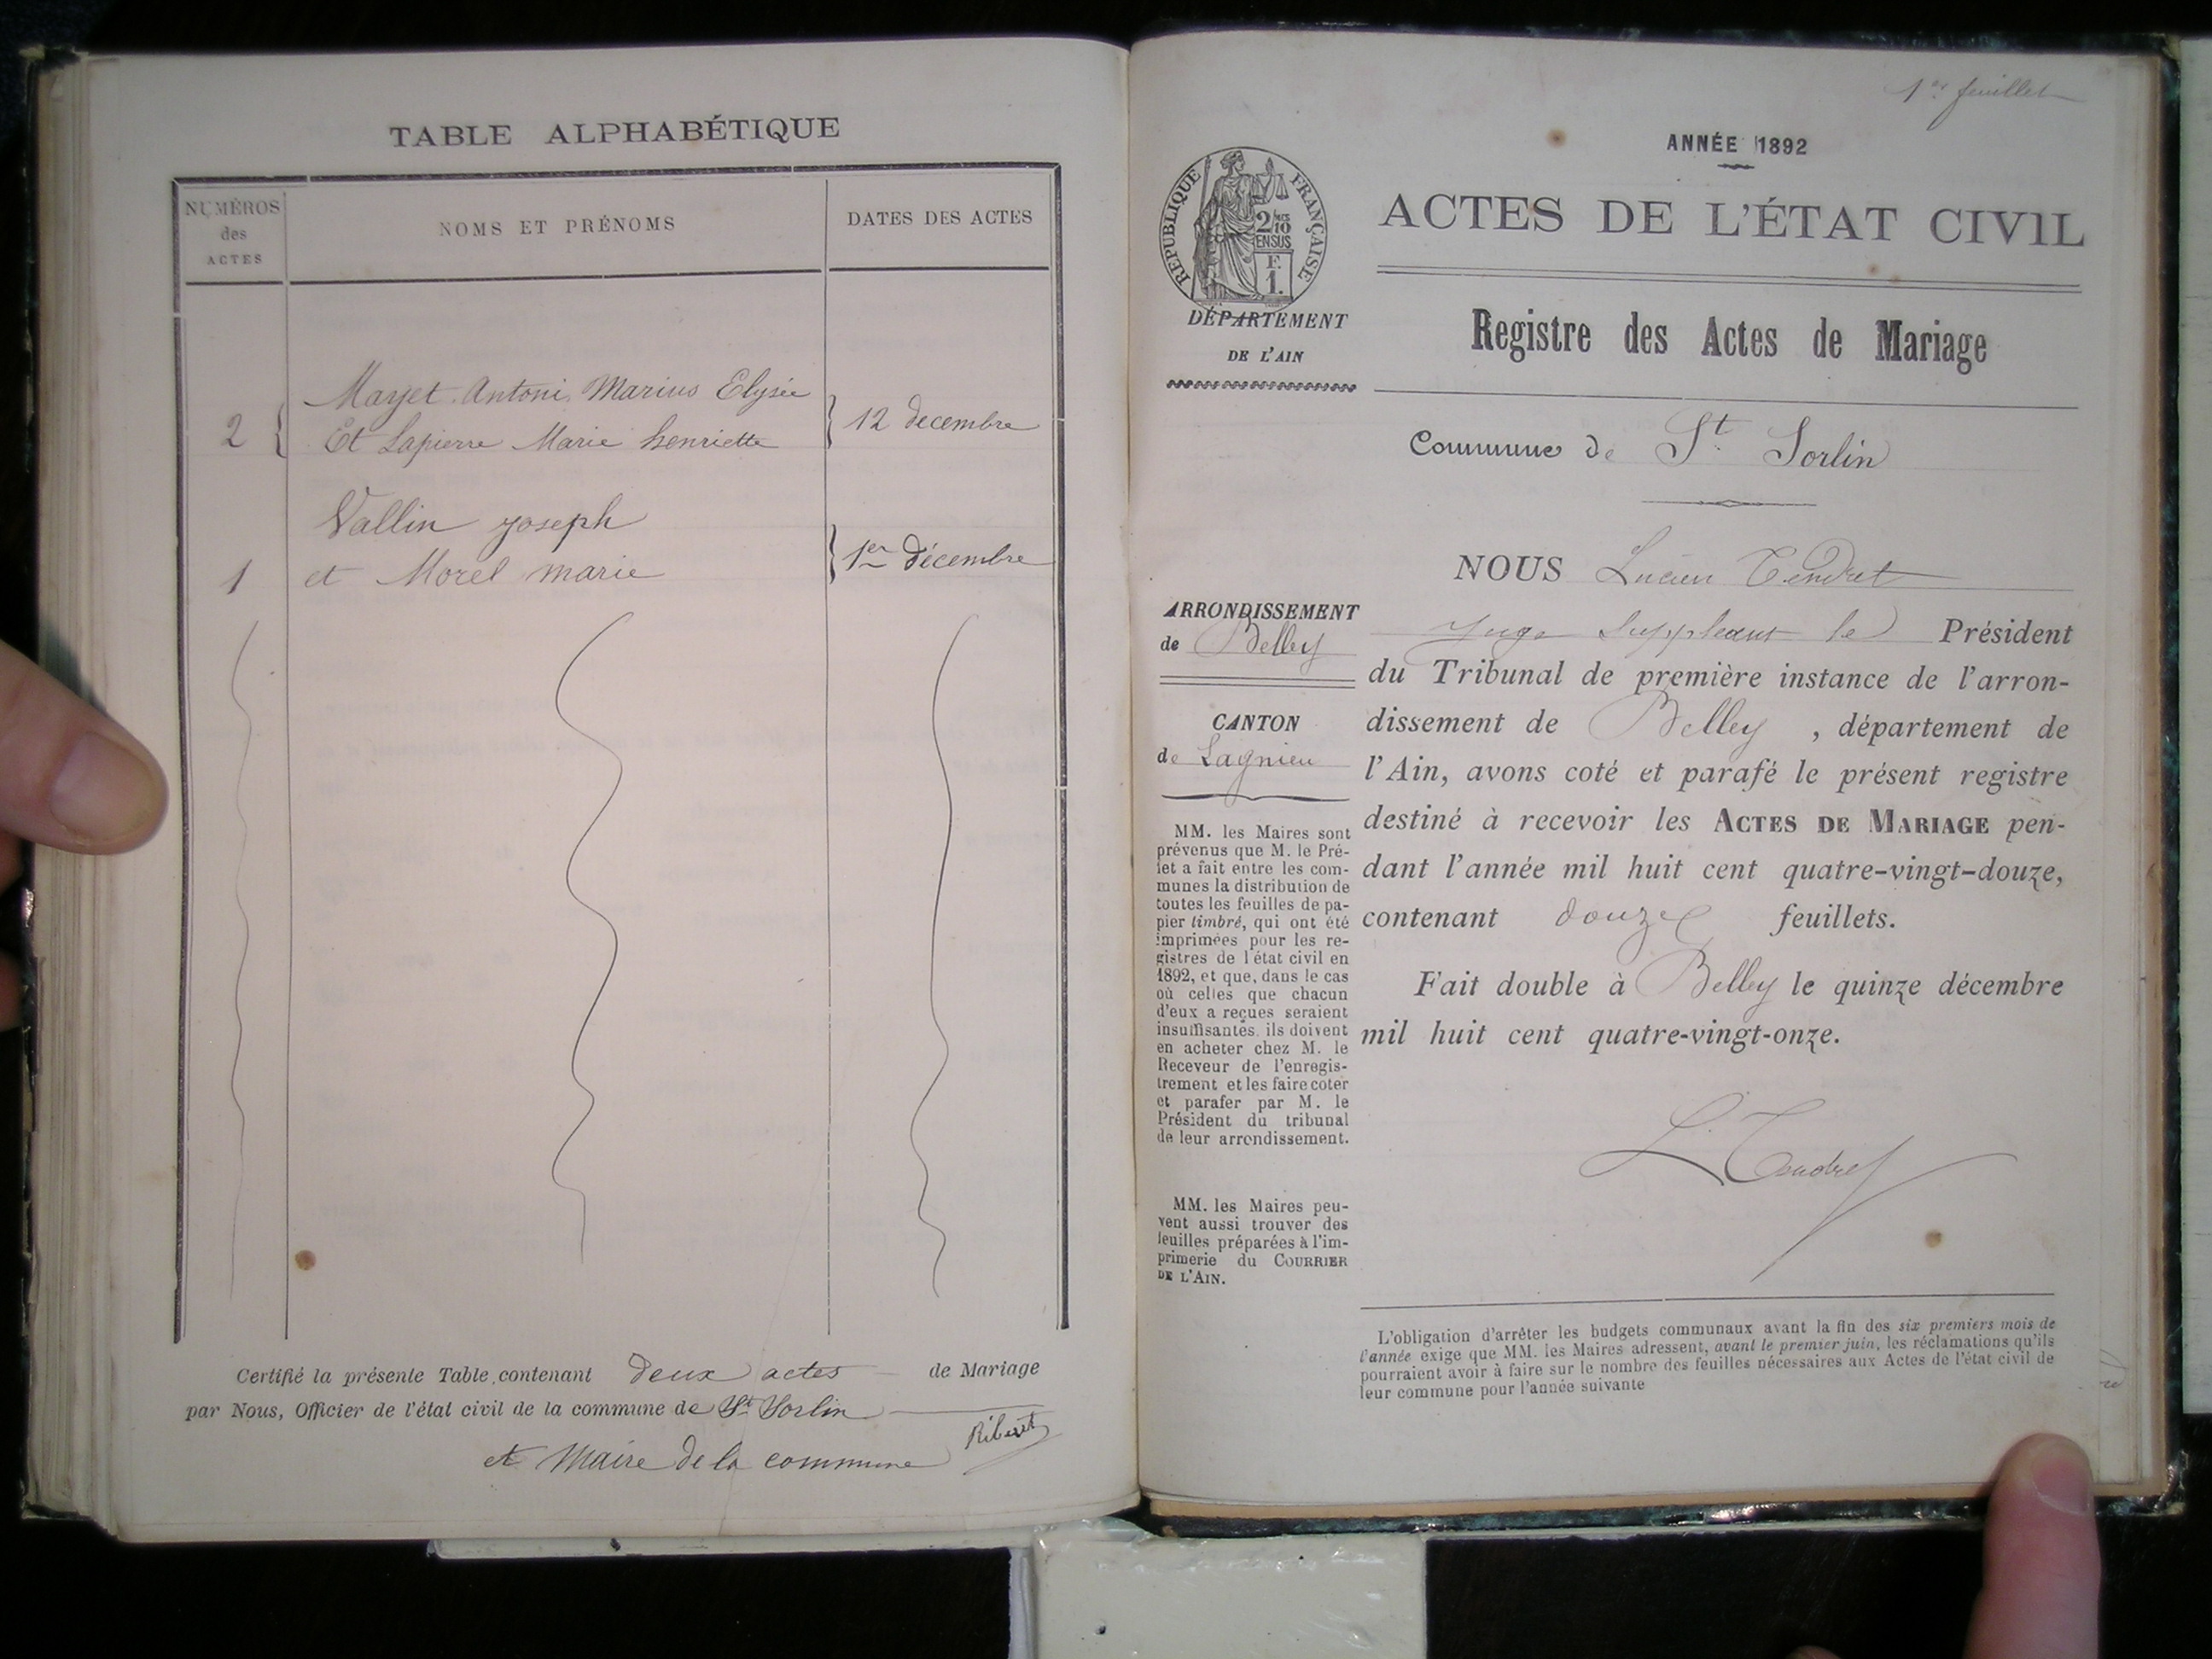 TABLE ALPHABÉTIQUE
NUMÉROS
des
ACTES
NOMS ET PRÉNOMS
DATES DES ACTES
Mayet Antoni Marius Elysée
2
Et Lapierre Marie henriette
12 decembre
Vallin joseph
1
et Morel marie
1er décembre
Certifié la présente Table contenant deux actes de Mariage
par Nous, Officier de l'état civil de la commune de St Sorlin
et Maire de la commune
Ribeist
1er feuillet
ANNÉE 1892
ACTES DE L'ÉTAT CIVIL
RÉPUBLIQUE FRANÇAISE
2/10
EN SUS
F.
1.
DÉPARTEMENT
DE L'AIN
Registre des Actes de Mariage
Commune de St. Sorlin
NOUS Lucien Tendret
Juge Suppleant le Président
du Tribunal de première instance de l'arron-
dissement de Belley, département de
l'Ain, avons coté et parafé le présent registre
destiné à recevoir les ACTES DE MARIAGE pen-
dant l'année mil huit cent quatre-vingt-douze,
contenant douze feuillets.
Fait double à Belley le quinze décembre
mil huit cent quatre-vingt-onze.
L. Tendret
ARRONDISSEMENT
de Belley
CANTON
de Lagnieu
MM. les Maires sont
prévenus que M. le Pré-
fet a fait entre les com-
munes la distribution de
toutes les feuilles de pa-
pier timbré, qui ont été
imprimées pour les re-
gistres de l'état civil en
1892, et que, dans le cas
où celles que chacun
d'eux a reçues seraient
insuffisantes, ils doivent
en acheter chez M. le
Receveur de l'enregis-
trement et les faire coter
et parafer par M. le
Président du tribunal
de leur arrondissement.
MM. les Maires peu-
vent aussi trouver des
feuilles préparées à l'im-
primerie du COURRIER
DE L'AIN.
L'obligation d'arrêter les budgets communaux avant la fin des six premiers mois de
l'année exige que MM. les Maires adressent, avant le premier juin, les réclamations qu'ils
pourraient avoir à faire sur le nombre des feuilles nécessaires aux Actes de l'état civil de
leur commune pour l'année suivante